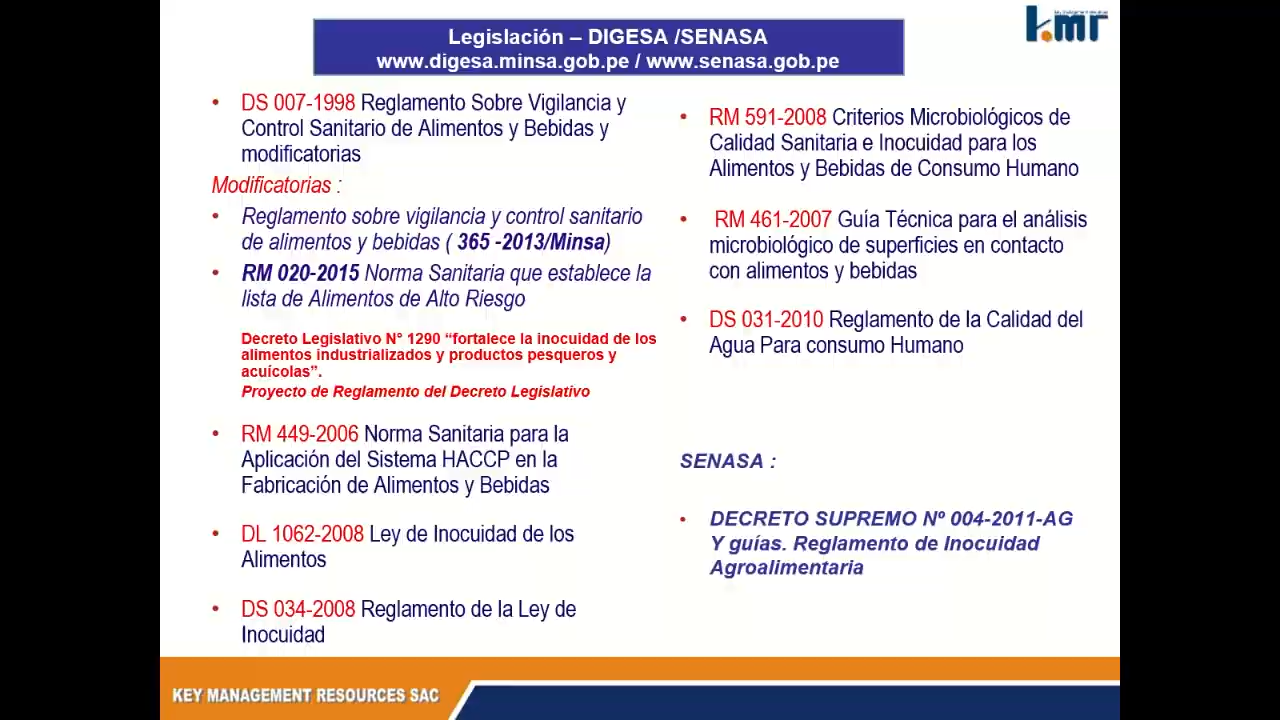 Legislación – DIGESA /SENASA
www.digesa.minsa.gob.pe / www.senasa.gob.pe
kmr
• DS 007-1998 Reglamento Sobre Vigilancia y
Control Sanitario de Alimentos y Bebidas y
modificatorias
Modificatorias :
• Reglamento sobre vigilancia y control sanitario
de alimentos y bebidas ( 365 -2013/Minsa)
• RM 020-2015 Norma Sanitaria que establece la
lista de Alimentos de Alto Riesgo
Decreto Legislativo N° 1290 “fortalece la inocuidad de los
alimentos industrializados y productos pesqueros y
acuícolas”.
Proyecto de Reglamento del Decreto Legislativo
• RM 449-2006 Norma Sanitaria para la
Aplicación del Sistema HACCP en la
Fabricación de Alimentos y Bebidas
• DL 1062-2008 Ley de Inocuidad de los
Alimentos
• DS 034-2008 Reglamento de la Ley de
Inocuidad
• RM 591-2008 Criterios Microbiológicos de
Calidad Sanitaria e Inocuidad para los
Alimentos y Bebidas de Consumo Humano
• RM 461-2007 Guía Técnica para el análisis
microbiológico de superficies en contacto
con alimentos y bebidas
• DS 031-2010 Reglamento de la Calidad del
Agua Para consumo Humano
SENASA :
• DECRETO SUPREMO Nº 004-2011-AG
Y guías. Reglamento de Inocuidad
Agroalimentaria
KEY MANAGEMENT RESOURCES SAC